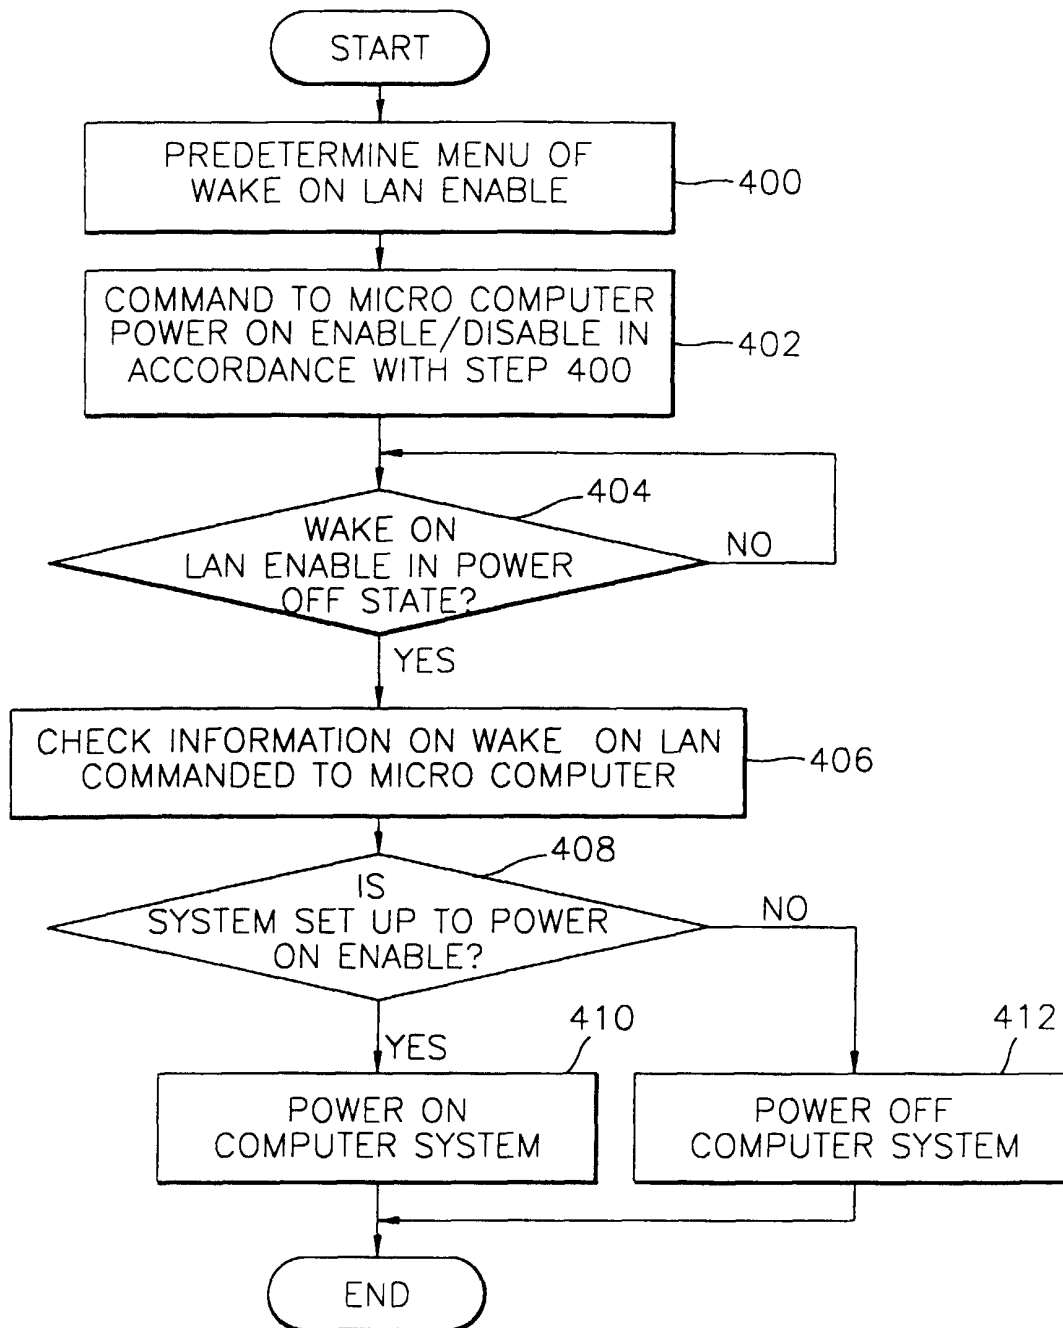 START
PREDETERMINE MENU OF
WAKE ON LAN ENABLE
400
COMMAND TO MICRO COMPUTER
POWER ON ENABLE/DISABLE IN
ACCORDANCE WITH STEP 400
402
404
WAKE ON
LAN ENABLE IN POWER
OFF STATE?
NO
YES
CHECK INFORMATION ON WAKE ON LAN
COMMANDED TO MICRO COMPUTER
406
408
IS
SYSTEM SET UP TO POWER
ON ENABLE?
NO
YES
410
412
POWER ON
COMPUTER SYSTEM
POWER OFF
COMPUTER SYSTEM
END